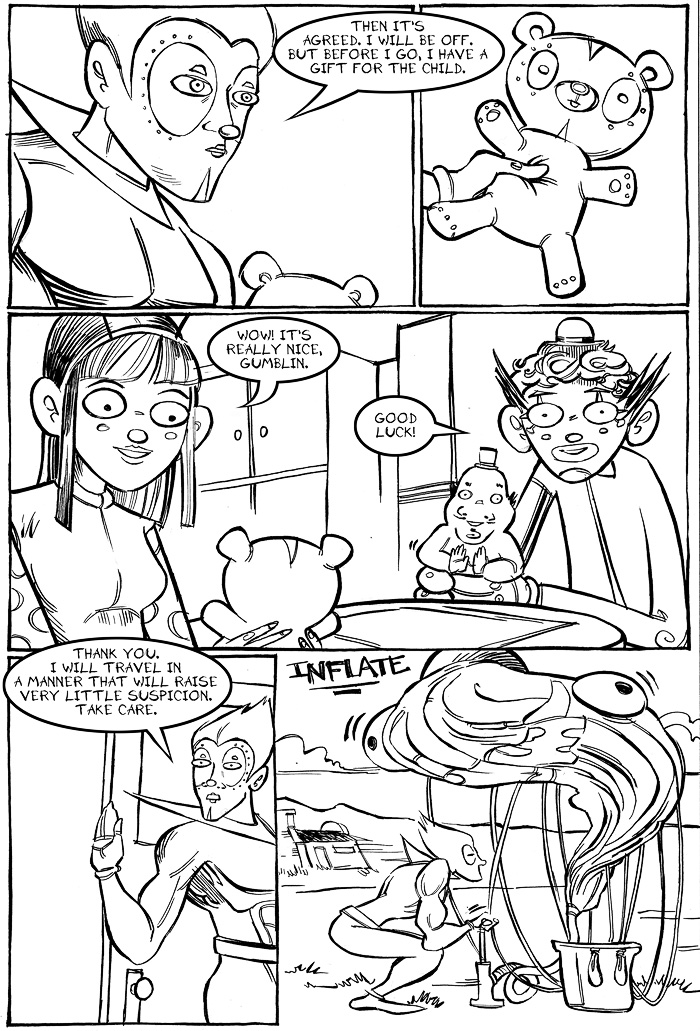 THEN IT'S
AGREED. I WILL BE OFF.
BUT BEFORE I GO, I HAVE A
GIFT FOR THE CHILD.
WOW! IT'S
REALLY NICE,
GUMBLIN.
GOOD
LUCK!
THANK YOU.
I WILL TRAVEL IN
A MANNER THAT WILL RAISE
VERY LITTLE SUSPICION.
TAKE CARE.
INFLATE